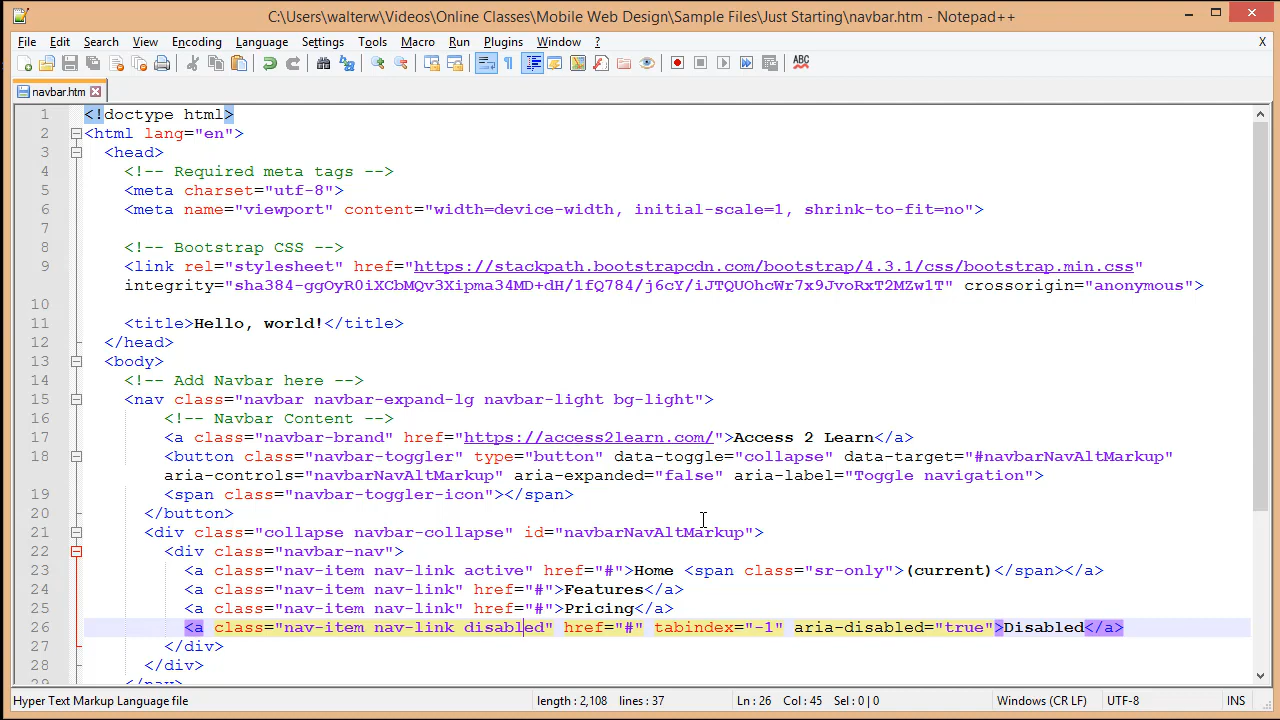 C:\Users\walterw\Videos\Online Classes\Mobile Web Design\Sample Files\Just Starting\navbar.htm - Notepad++
File Edit Search View Encoding Language Settings Tools Macro Run Plugins Window ? X
ABC
navbar.htm
1 <!doctype html>
2 <html lang="en">
3 <head>
4 <!-- Required meta tags -->
5 <meta charset="utf-8">
6 <meta name="viewport" content="width=device-width, initial-scale=1, shrink-to-fit=no">
7
8 <!-- Bootstrap CSS -->
9 <link rel="stylesheet" href="https://stackpath.bootstrapcdn.com/bootstrap/4.3.1/css/bootstrap.min.css"
integrity="sha384-ggOyR0iXCbMQv3Xipma34MD+dH/1fQ784/j6cY/iJTQUOhcWr7x9JvoRxT2MZw1T" crossorigin="anonymous">
10
11 <title>Hello, world!</title>
12 </head>
13 <body>
14 <!-- Add Navbar here -->
15 <nav class="navbar navbar-expand-lg navbar-light bg-light">
16 <!-- Navbar Content -->
17 <a class="navbar-brand" href="https://access2learn.com/">Access 2 Learn</a>
18 <button class="navbar-toggler" type="button" data-toggle="collapse" data-target="#navbarNavAltMarkup"
aria-controls="navbarNavAltMarkup" aria-expanded="false" aria-label="Toggle navigation">
19 <span class="navbar-toggler-icon"></span>
20 </button>
21 <div class="collapse navbar-collapse" id="navbarNavAltMarkup">
22 <div class="navbar-nav">
23 <a class="nav-item nav-link active" href="#">Home <span class="sr-only">(current)</span></a>
24 <a class="nav-item nav-link" href="#">Features</a>
25 <a class="nav-item nav-link" href="#">Pricing</a>
26 <a class="nav-item nav-link disabled" href="#" tabindex="-1" aria-disabled="true">Disabled</a>
27 </div>
28 </div>
29 </nav>
Hyper Text Markup Language file length : 2,108 lines : 37 Ln : 26 Col : 45 Sel : 0 | 0 Windows (CR LF) UTF-8 INS